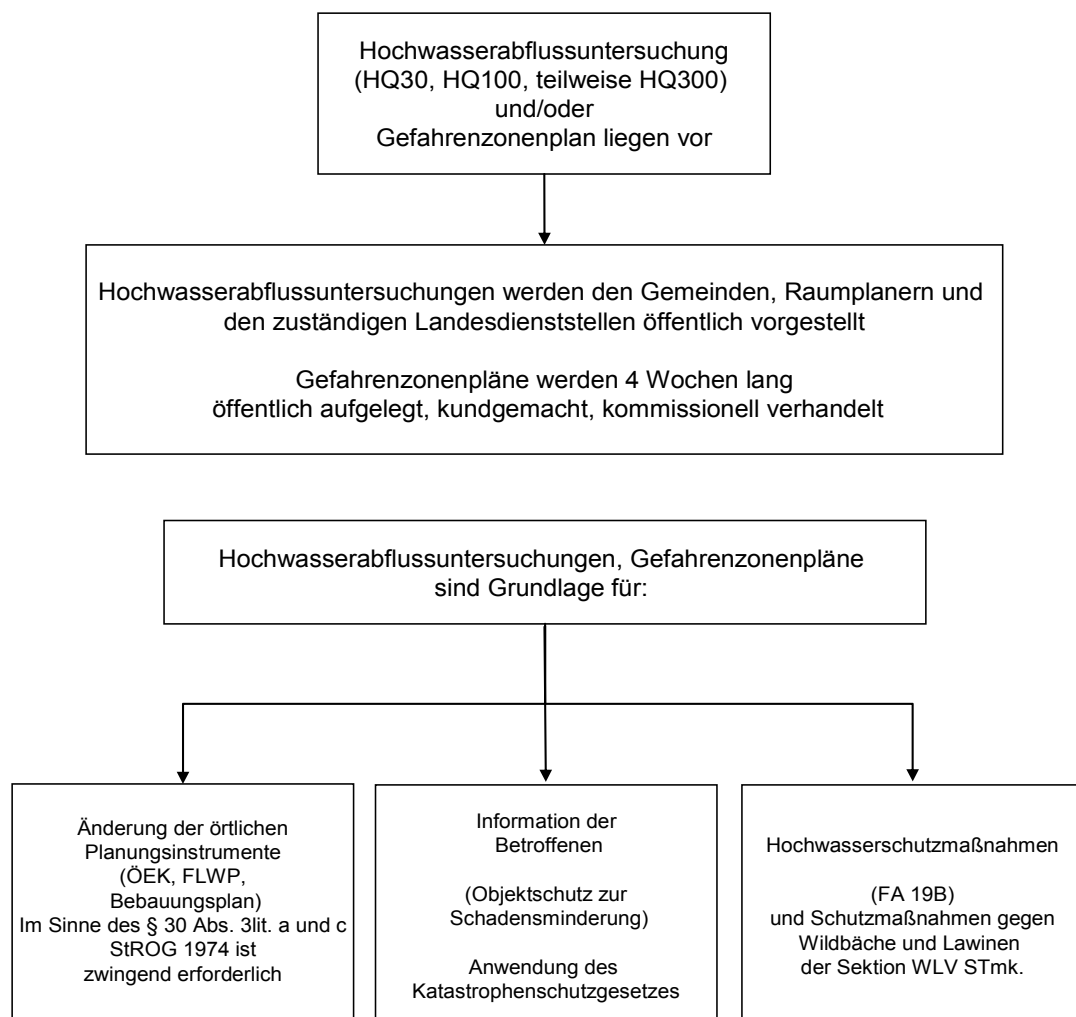 Hochwasserabflussuntersuchung
(HQ30, HQ100, teilweise HQ300)
und/oder
Gefahrenzonenplan liegen vor
Hochwasserabflussuntersuchungen werden den Gemeinden, Raumplanern und
den zuständigen Landesdienststellen öffentlich vorgestellt
Gefahrenzonenpläne werden 4 Wochen lang
öffentlich aufgelegt, kundgemacht, kommissionell verhandelt
Hochwasserabflussuntersuchungen, Gefahrenzonenpläne
sind Grundlage für:
Änderung der örtlichen
Planungsinstrumente
(ÖEK, FLWP,
Bebauungsplan)
Im Sinne des § 30 Abs. 3lit. a und c
StROG 1974 ist
zwingend erforderlich
Information der
Betroffenen
(Objektschutz zur
Schadensminderung)
Anwendung des
Katastrophenschutzgesetzes
Hochwasserschutzmaßnahmen
(FA 19B)
und Schutzmaßnahmen gegen
Wildbäche und Lawinen
der Sektion WLV STmk.